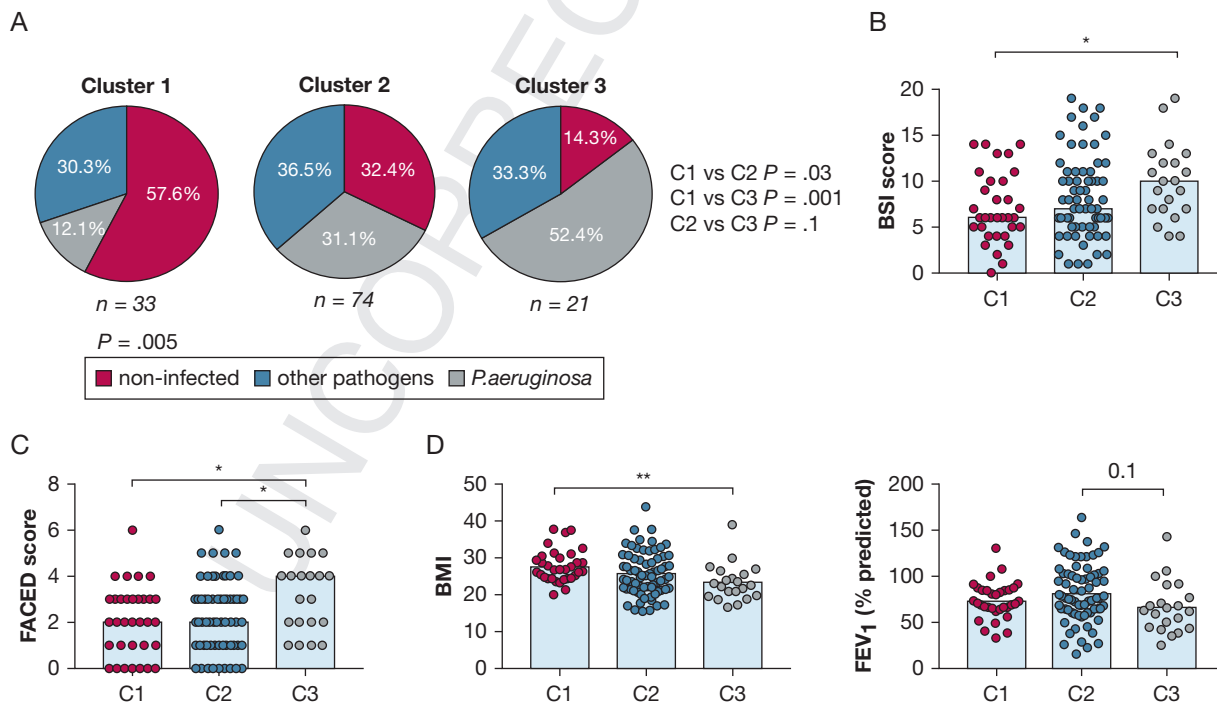 A
Cluster 1
Cluster 2
Cluster 3
30.3%
57.6%
12.1%
36.5%
32.4%
31.1%
33.3%
14.3%
52.4%
C1 vs C2 P = .03
C1 vs C3 P = .001
C2 vs C3 P = .1
n = 33
n = 74
n = 21
P = .005
non-infected
other pathogens
P.aeruginosa
B
*
BSI score
20
15
10
5
0
C1
C2
C3
C
*
*
FACED score
8
6
4
2
0
C1
C2
C3
D
**
BMI
50
40
30
20
10
0
C1
C2
C3
0.1
FEV1 (% predicted)
200
150
100
50
0
C1
C2
C3